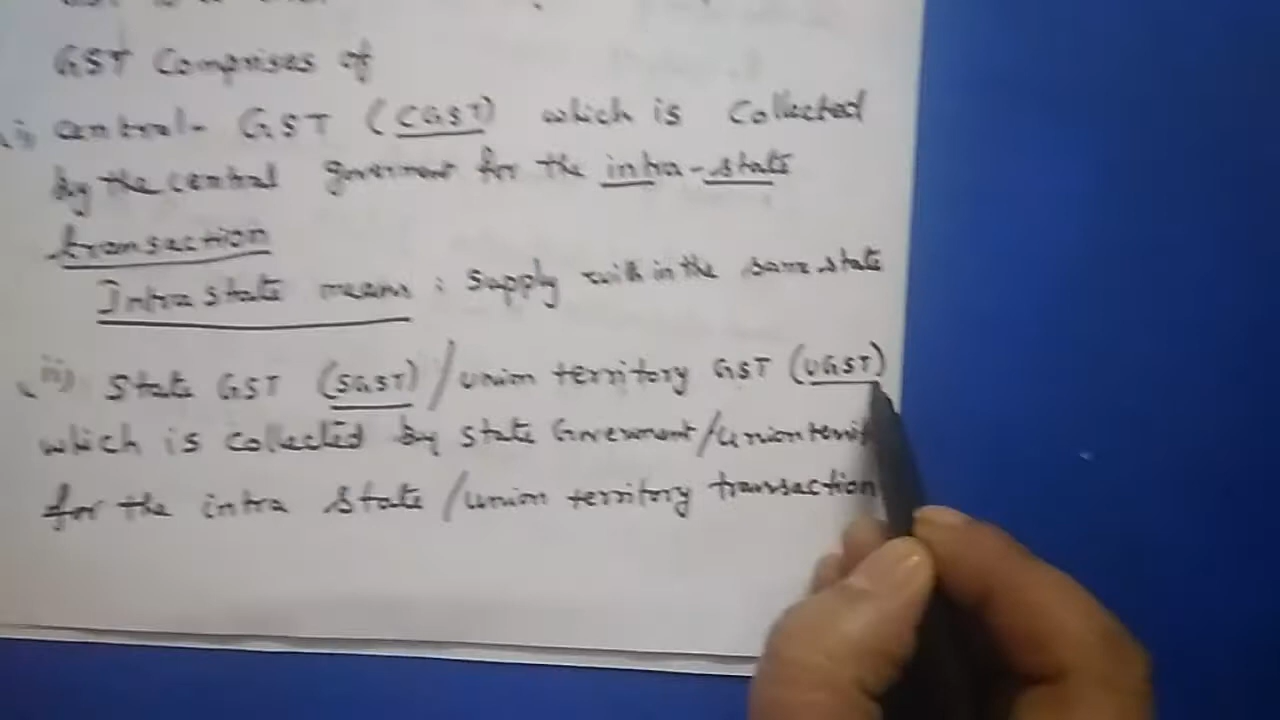 GST Comprises of
i) Central- GST (CGST) which is Collected
by the central government for the intra-state
transaction
Intra state means : Supply with in the same state
ii) State GST (SGST) / union territory GST (UGST)
which is collected by state Government/union
for the intra state / union territory transaction